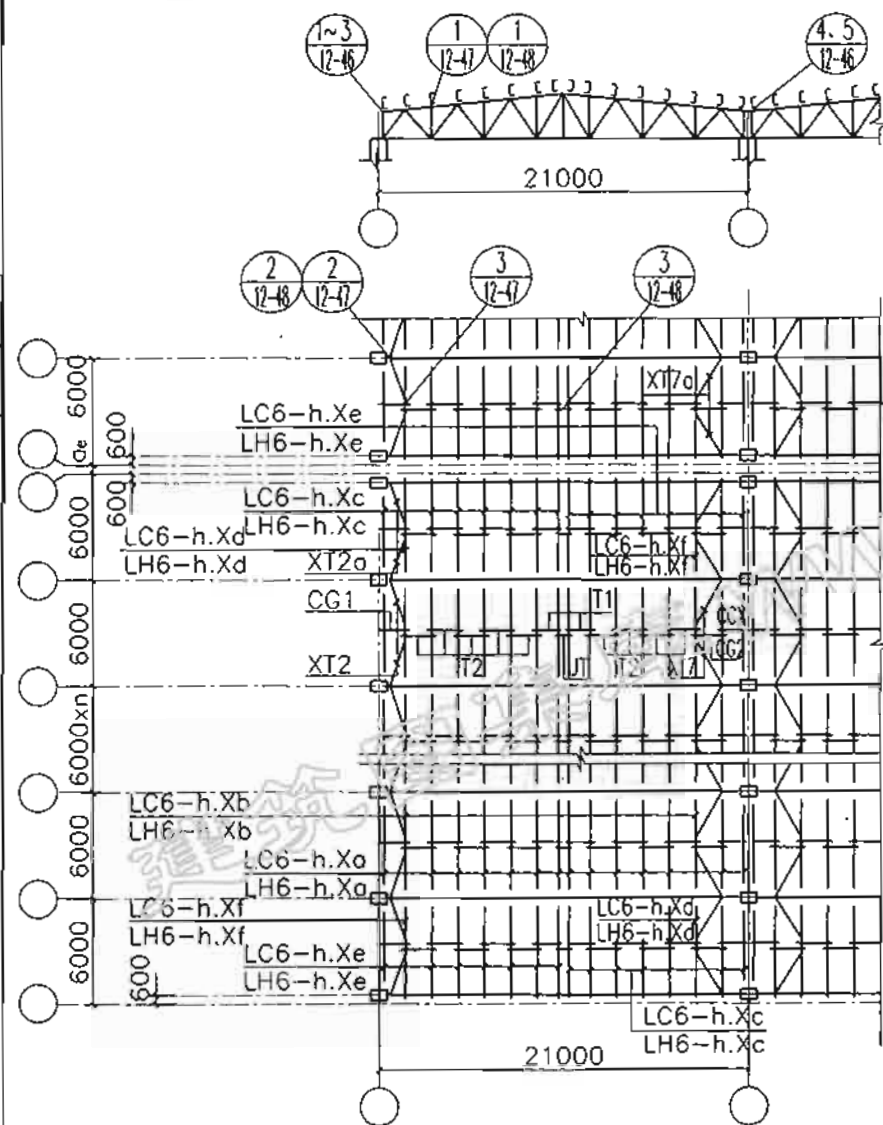 1~3
12-46
1
12-47
1
12-48
4、5
12-46
21000
2
12-48
2
12-47
3
12-47
3
12-48
6000
XT7a
LC6-h.Xe
LH6-h.Xe
600
ae
600
LC6-h.Xc
LH6-h.Xc
6000
LC6-h.Xd
LH6-h.Xd
LC6-h.Xf
LH6-h.Xf
XT2a
CG1
T1
6000
T2
XT2
6000xn
LC6-h.Xb
LH6-h.Xb
6000
LC6-h.Xa
LH6-h.Xa
LC6-h.Xf
LH6-h.Xf
LC6-h.Xd
LH6-h.Xd
6000
LC6-h.Xe
LH6-h.Xe
600
LC6-h.Xc
LH6-h.Xc
21000